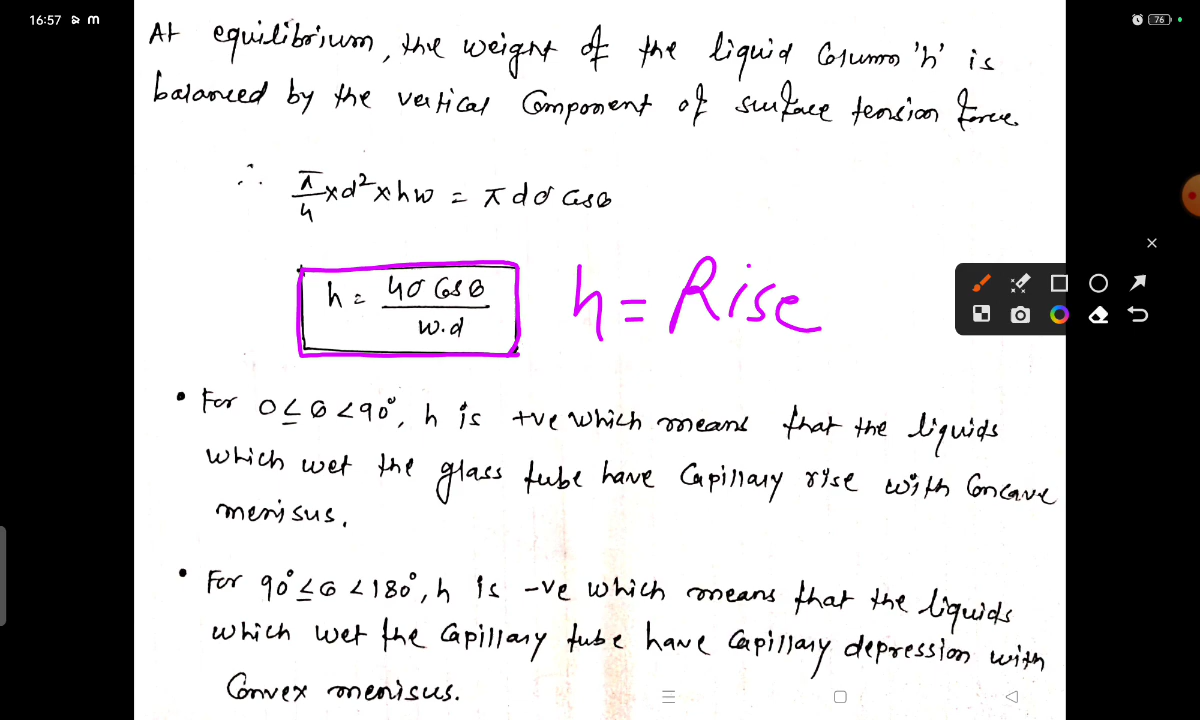 16:57 m
76
At equilibrium, the weight of the liquid Column 'h' is
balanced by the vertical Component of surface tension force.
∴ π/4 x d² x h w = π d σ Cosθ
h = 4σ Cosθ / w.d
h = Rise
• For 0 ≤ θ < 90°, h is +ve which means that the liquids
which wet the glass tube have Capillary rise with Concave
menisus.
• For 90° ≤ θ < 180°, h is -ve which means that the liquids
which wet the Capillary tube have Capillary depression with
Convex menisus.